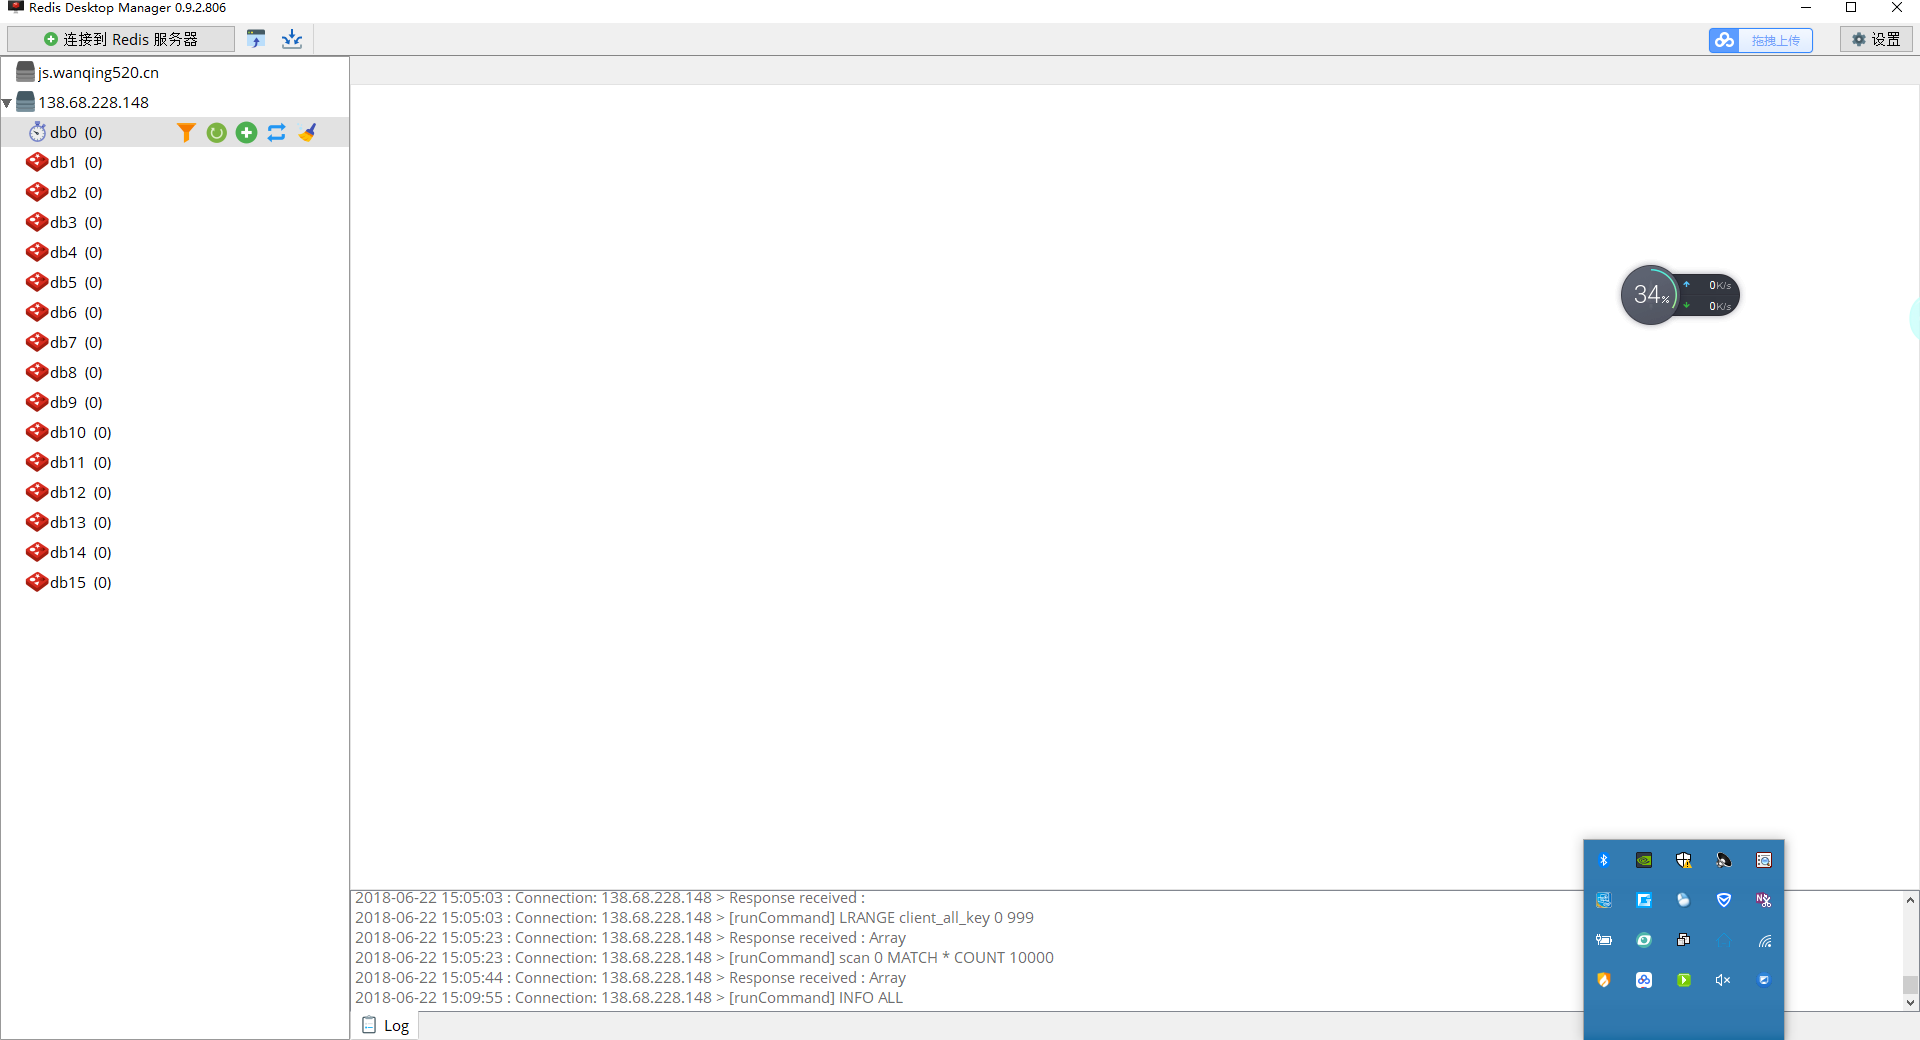 Redis Desktop Manager 0.9.2.806
连接到 Redis 服务器
拖拽上传
设置
js.wanqing520.cn
138.68.228.148
db0 (0)
db1 (0)
db2 (0)
db3 (0)
db4 (0)
db5 (0)
db6 (0)
db7 (0)
db8 (0)
db9 (0)
db10 (0)
db11 (0)
db12 (0)
db13 (0)
db14 (0)
db15 (0)
34%
0K/s
0K/s
2018-06-22 15:05:03 : Connection: 138.68.228.148 > Response received :
2018-06-22 15:05:03 : Connection: 138.68.228.148 > [runCommand] LRANGE client_all_key 0 999
2018-06-22 15:05:23 : Connection: 138.68.228.148 > Response received : Array
2018-06-22 15:05:23 : Connection: 138.68.228.148 > [runCommand] scan 0 MATCH * COUNT 10000
2018-06-22 15:05:44 : Connection: 138.68.228.148 > Response received : Array
2018-06-22 15:09:55 : Connection: 138.68.228.148 > [runCommand] INFO ALL
Log